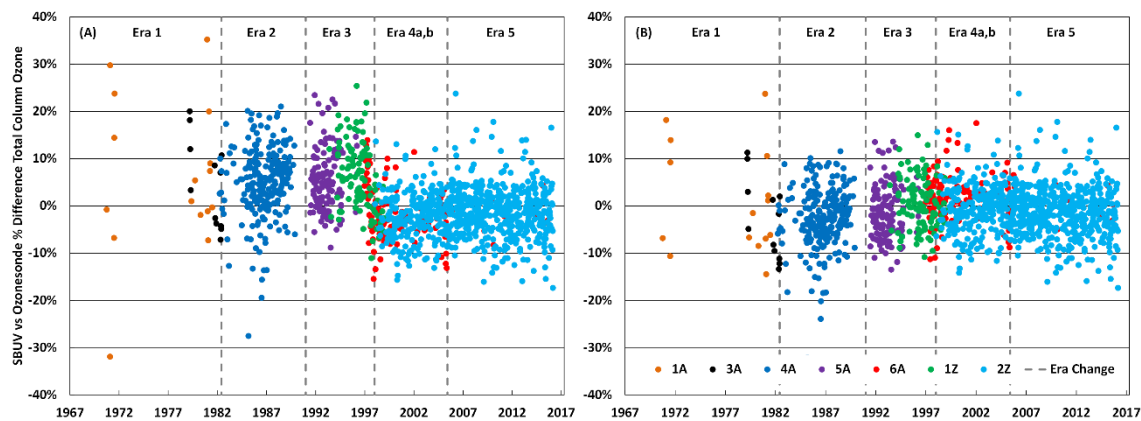 SBUV vs Ozonesonde % Difference Total Column Ozone
40%
30%
20%
10%
0%
-10%
-20%
-30%
-40%
(A)
Era 1
Era 2
Era 3
Era 4a,b
Era 5
1967
1972
1977
1982
1987
1992
1997
2002
2007
2012
2017
40%
30%
20%
10%
0%
-10%
-20%
-30%
-40%
(B)
Era 1
Era 2
Era 3
Era 4a,b
Era 5
1A 3A 4A 5A 6A 1Z 2Z Era Change
1967
1972
1977
1982
1987
1992
1997
2002
2007
2012
2017